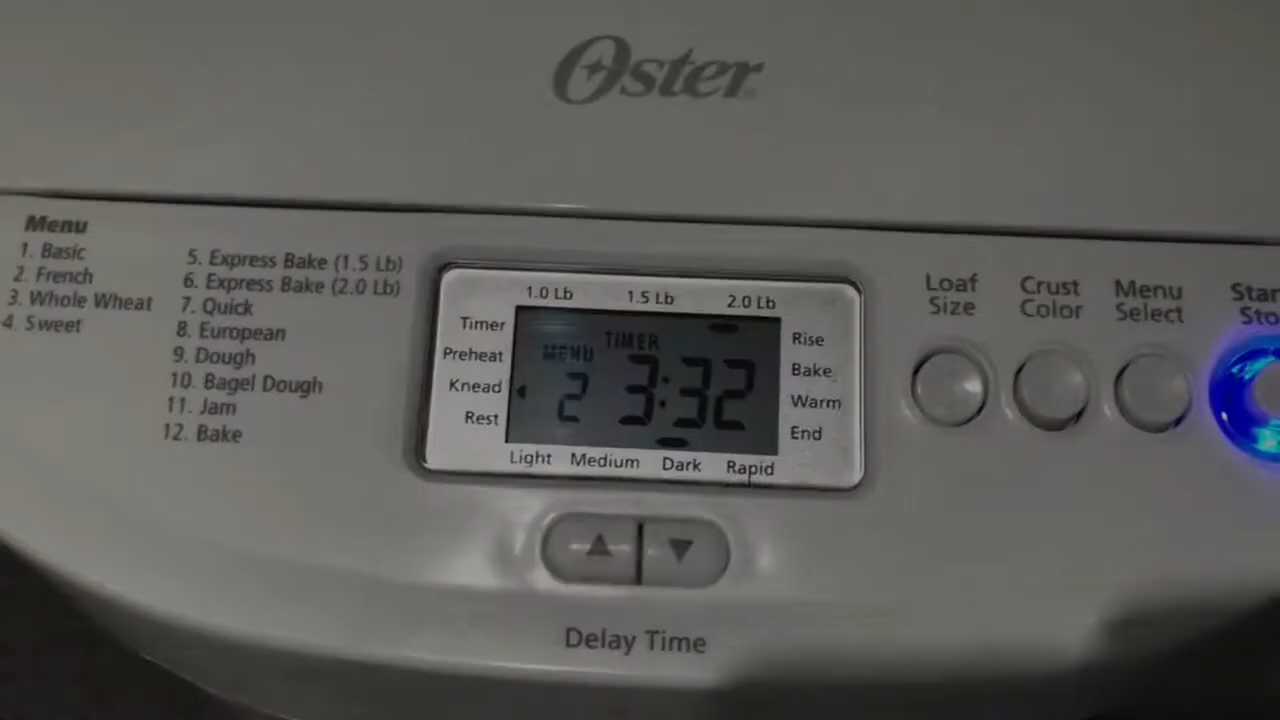 Oster
Menu
1. Basic
2. French
3. Whole Wheat
4. Sweet
5. Express Bake (1.5 Lb)
6. Express Bake (2.0 Lb)
7. Quick
8. European
9. Dough
10. Bagel Dough
11. Jam
12. Bake
1.0 Lb 1.5 Lb 2.0 Lb
Timer
Preheat
Knead
Rest
TIMER
MENU
2 3:32
Rise
Bake
Warm
End
Light Medium Dark Rapid
Loaf
Size
Crust
Color
Menu
Select
Star
Sto
Delay Time